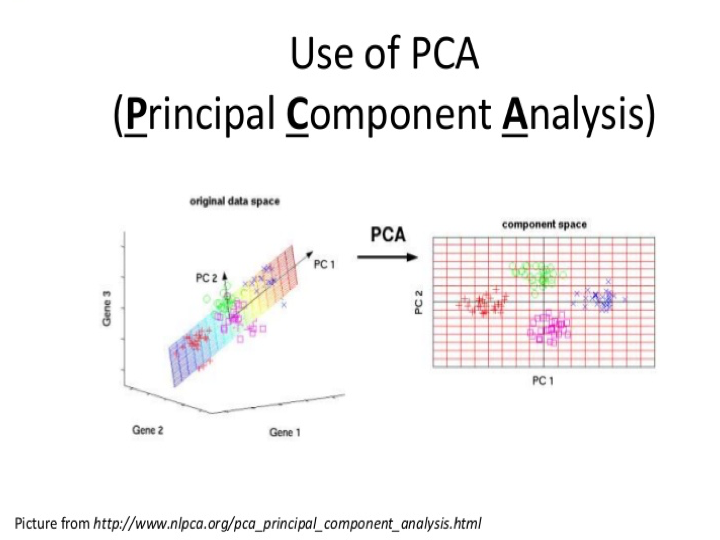 Use of PCA
(Principal Component Analysis)
original data space
PCA
component space
PC 2
PC 1
Gene 3
PC 2
Gene 2
Gene 1
PC 1
Picture from http://www.nlpca.org/pca_principal_component_analysis.html